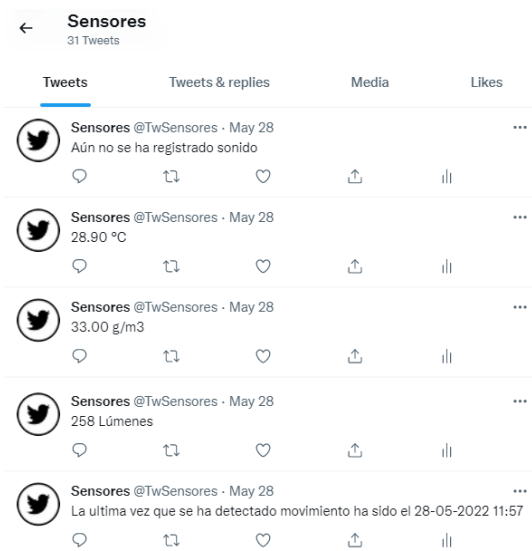 Sensores
31 Tweets
Tweets Tweets & replies Media Likes
Sensores @TwSensores · May 28
Aún no se ha registrado sonido
Sensores @TwSensores · May 28
28.90 °C
Sensores @TwSensores · May 28
33.00 g/m3
Sensores @TwSensores · May 28
258 Lúmenes
Sensores @TwSensores · May 28
La ultima vez que se ha detectado movimiento ha sido el 28-05-2022 11:57